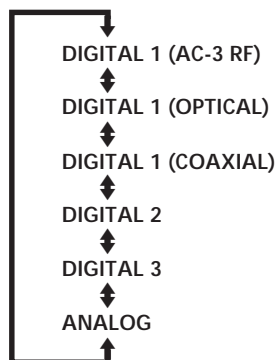 DIGITAL 1 (AC-3 RF)
DIGITAL 1 (OPTICAL)
DIGITAL 1 (COAXIAL)
DIGITAL 2
DIGITAL 3
ANALOG